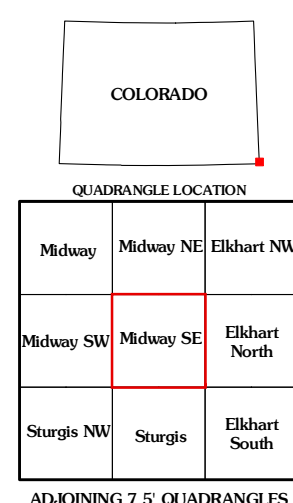 COLORADO
QUADRANGLE LOCATION
Midway
Midway NE
Elkhart NW
Midway SW
Midway SE
Elkhart
North
Sturgis NW
Sturgis
Elkhart
South
ADJOINING 7.5' QUADRANGLES